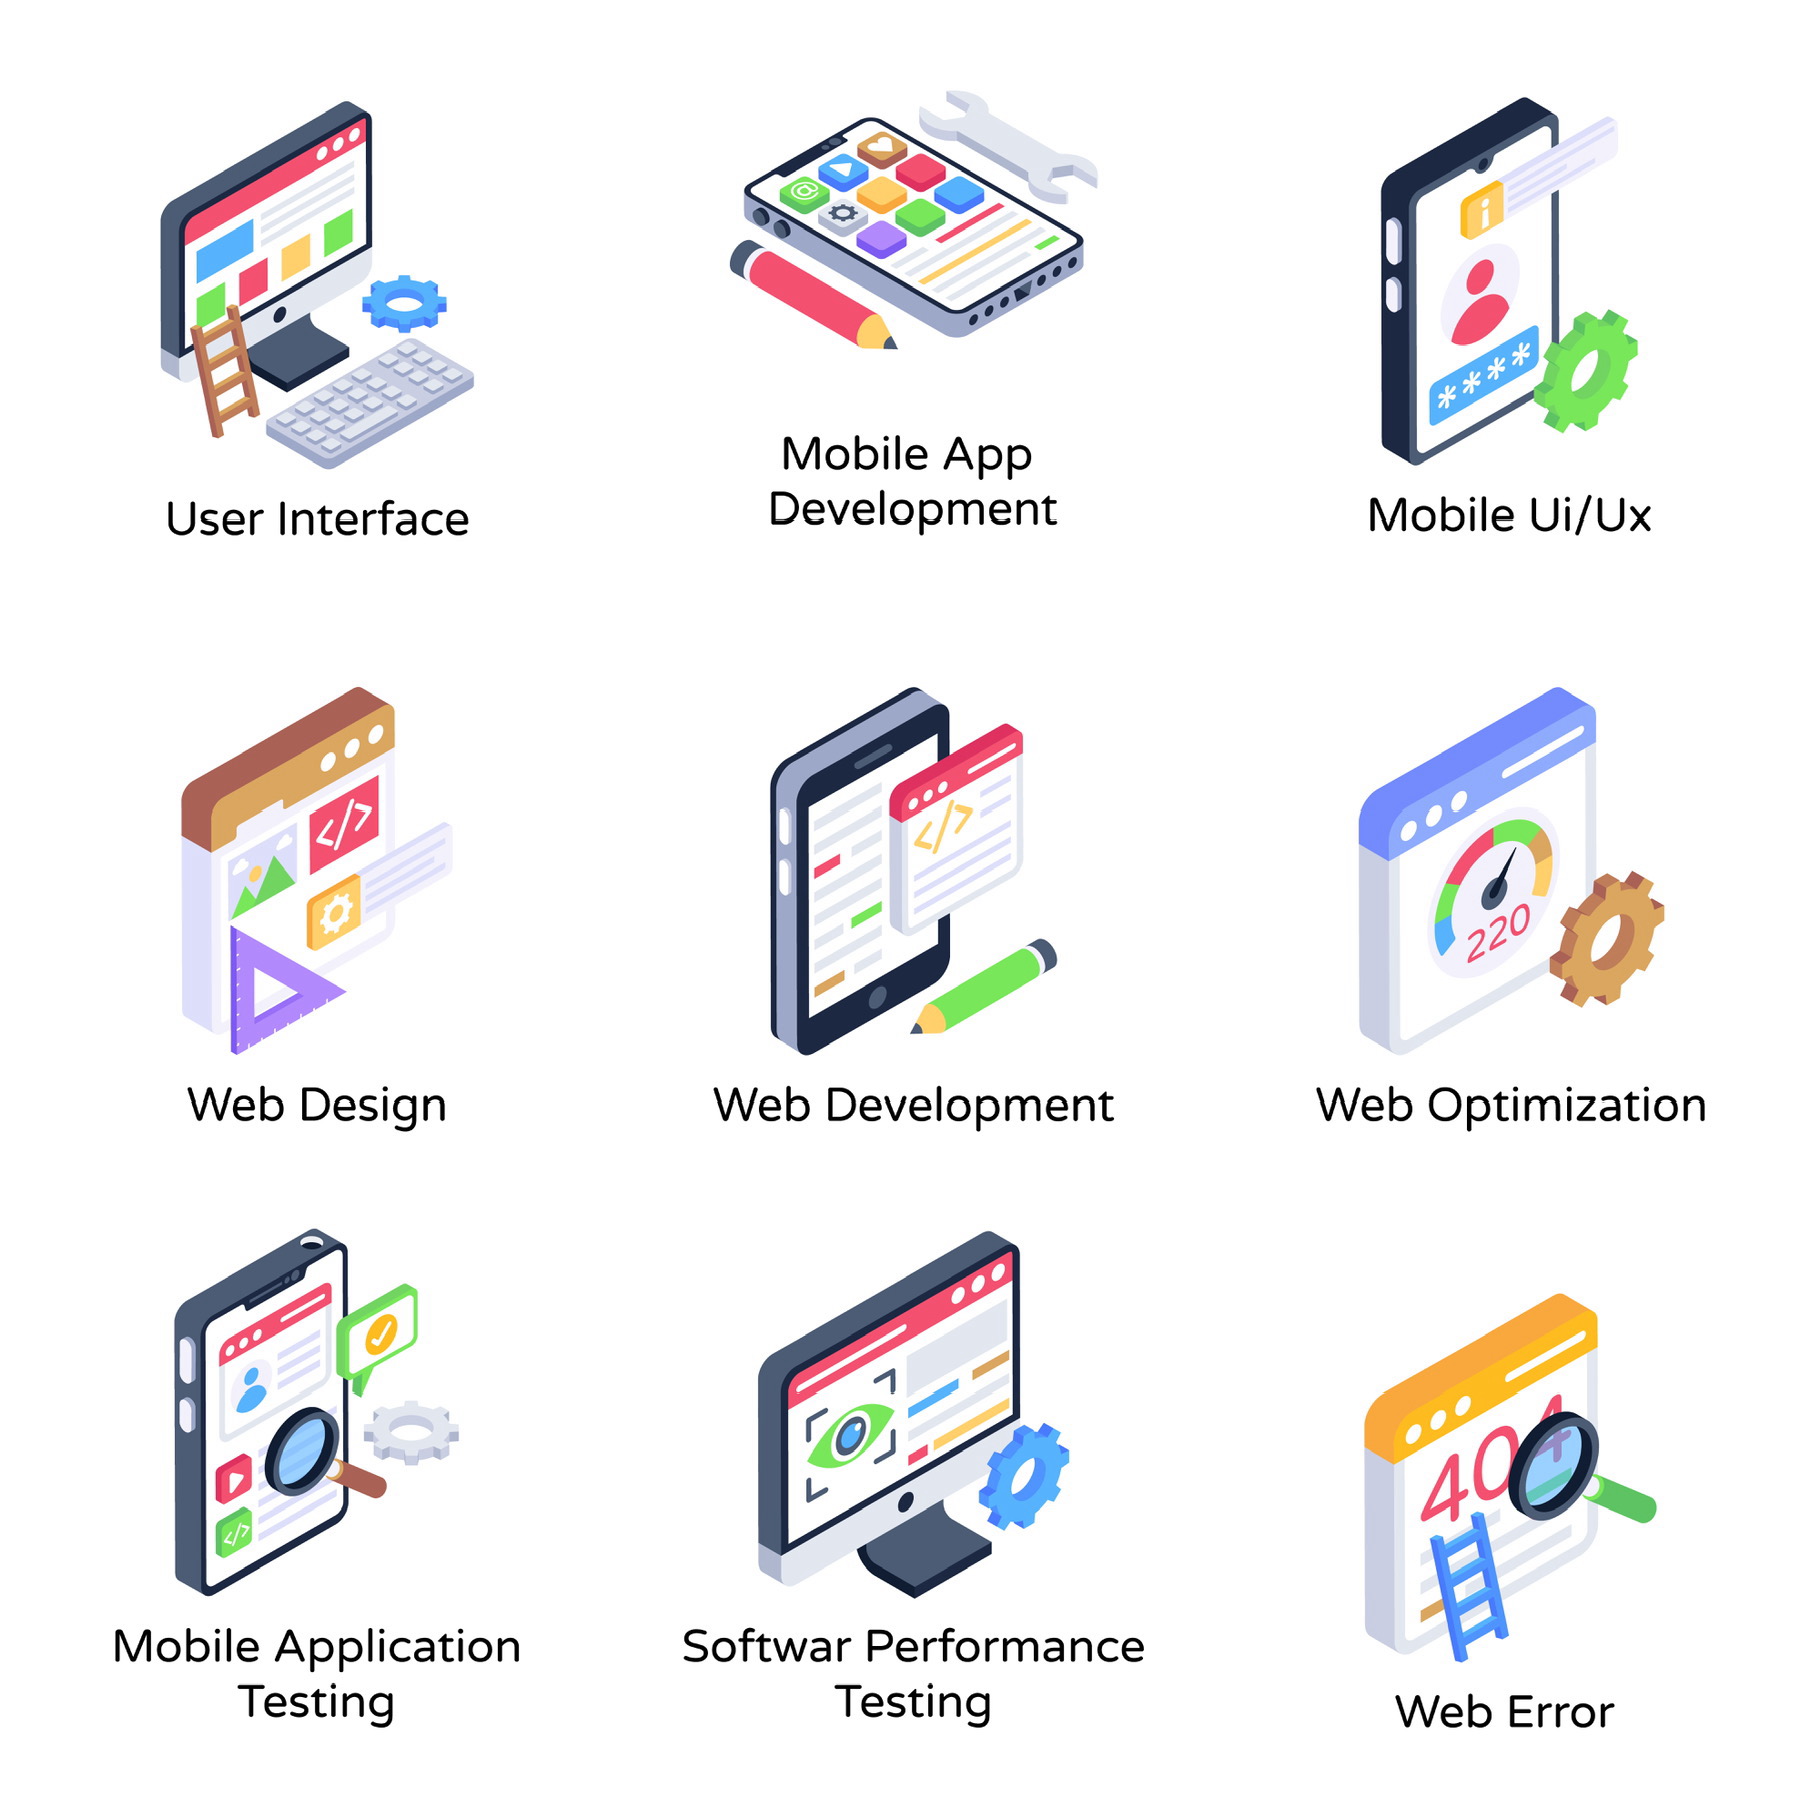 User Interface
Mobile App
Development
@
i
****
Mobile Ui/Ux
</>
Web Design
</>
Web Development
220
Web Optimization
</>
Mobile Application
Testing
Softwar Performance
Testing
404
Web Error